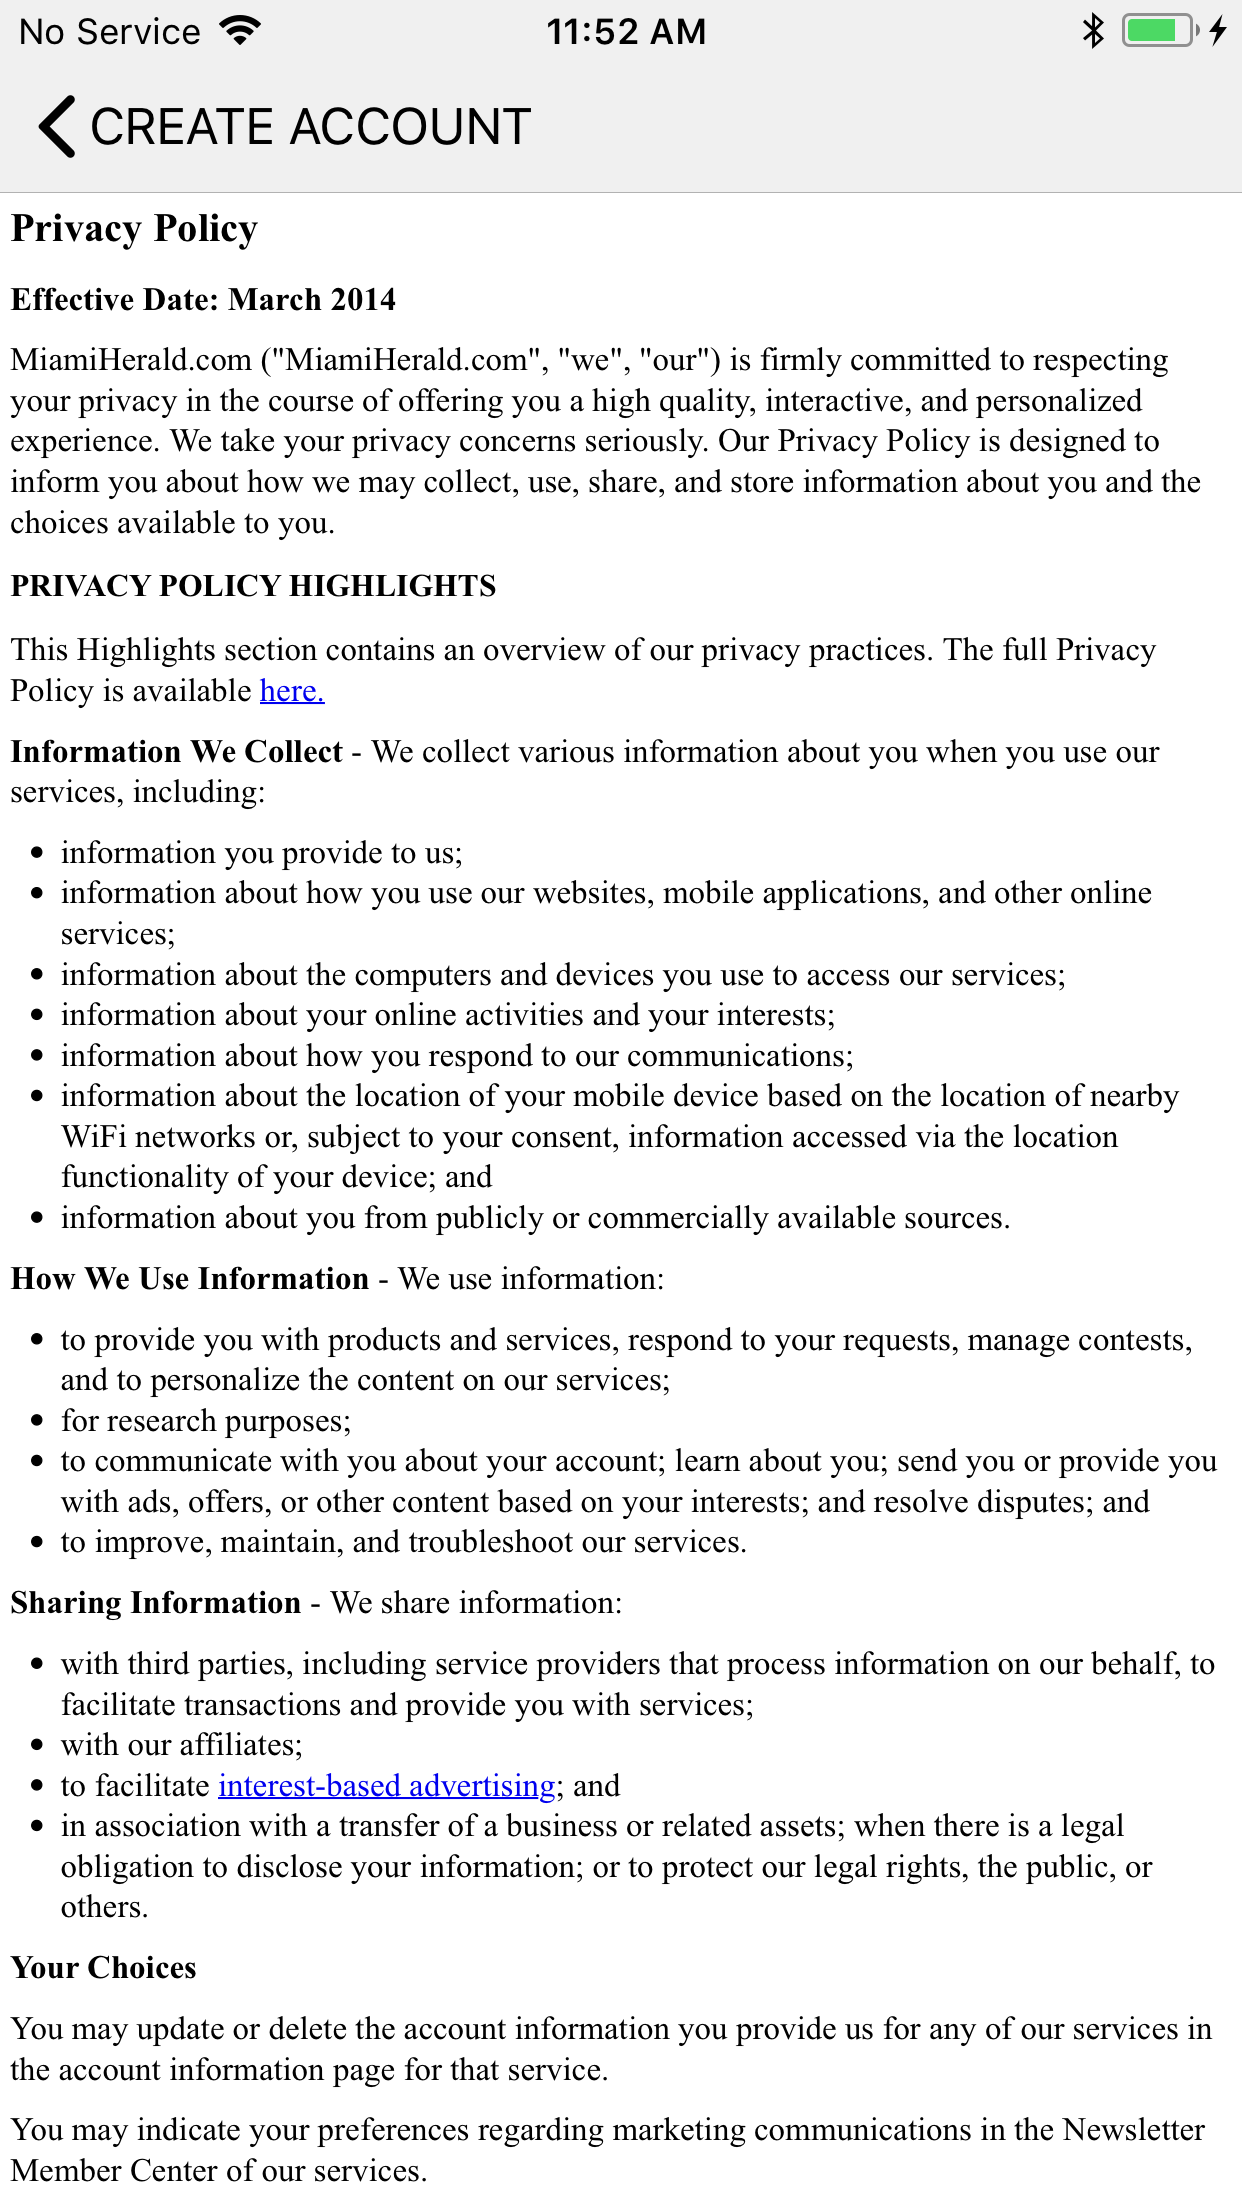 No Service 11:52 AM
CREATE ACCOUNT
Privacy Policy
Effective Date: March 2014
MiamiHerald.com ("MiamiHerald.com", "we", "our") is firmly committed to respecting
your privacy in the course of offering you a high quality, interactive, and personalized
experience. We take your privacy concerns seriously. Our Privacy Policy is designed to
inform you about how we may collect, use, share, and store information about you and the
choices available to you.
PRIVACY POLICY HIGHLIGHTS
This Highlights section contains an overview of our privacy practices. The full Privacy
Policy is available here.
Information We Collect - We collect various information about you when you use our
services, including:
• information you provide to us;
• information about how you use our websites, mobile applications, and other online
services;
• information about the computers and devices you use to access our services;
• information about your online activities and your interests;
• information about how you respond to our communications;
• information about the location of your mobile device based on the location of nearby
WiFi networks or, subject to your consent, information accessed via the location
functionality of your device; and
• information about you from publicly or commercially available sources.
How We Use Information - We use information:
• to provide you with products and services, respond to your requests, manage contests,
and to personalize the content on our services;
• for research purposes;
• to communicate with you about your account; learn about you; send you or provide you
with ads, offers, or other content based on your interests; and resolve disputes; and
• to improve, maintain, and troubleshoot our services.
Sharing Information - We share information:
• with third parties, including service providers that process information on our behalf, to
facilitate transactions and provide you with services;
• with our affiliates;
• to facilitate interest-based advertising; and
• in association with a transfer of a business or related assets; when there is a legal
obligation to disclose your information; or to protect our legal rights, the public, or
others.
Your Choices
You may update or delete the account information you provide us for any of our services in
the account information page for that service.
You may indicate your preferences regarding marketing communications in the Newsletter
Member Center of our services.